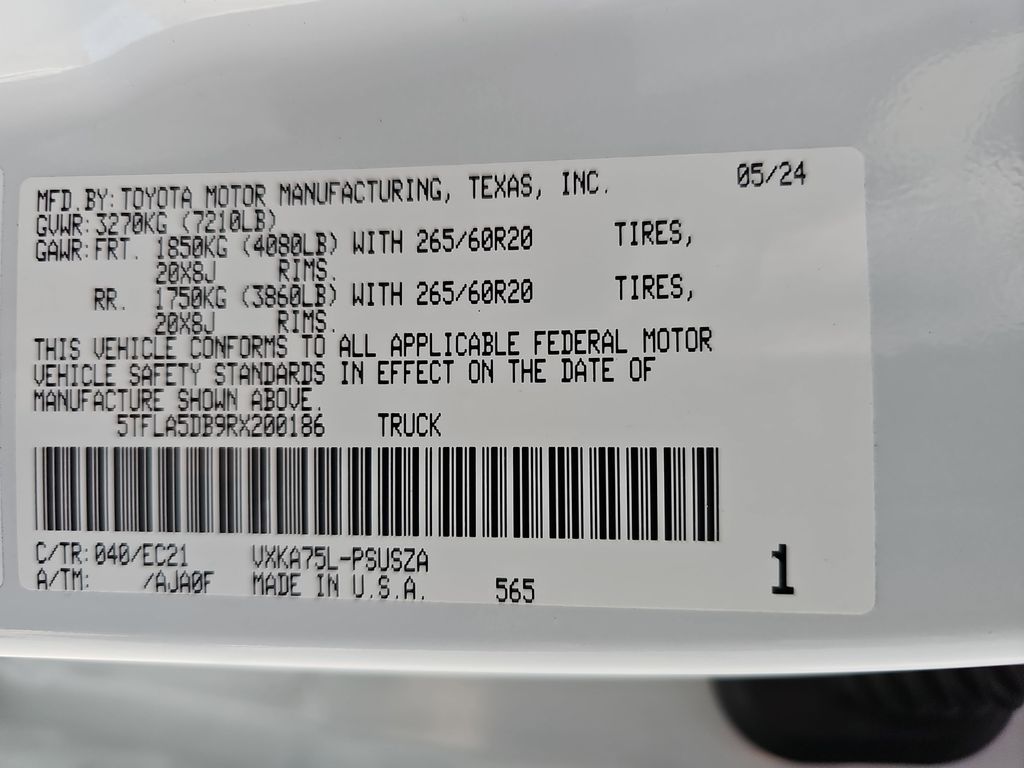 MFD.BY: TOYOTA MOTOR MANUFACTURING, TEXAS, INC. 05/24
GVWR: 3270KG (7210LB)
GAWR: FRT. 1850KG (4080LB) WITH 265/60R20 TIRES,
20X8J RIMS.
RR. 1750KG (3860LB) WITH 265/60R20 TIRES,
20X8J RIMS.
THIS VEHICLE CONFORMS TO ALL APPLICABLE FEDERAL MOTOR
VEHICLE SAFETY STANDARDS IN EFFECT ON THE DATE OF
MANUFACTURE SHOWN ABOVE.
5TFLA5DB9RX200186 TRUCK
C/TR: 040/EC21 VXKA75L-PSUSZA
A/TM: /AJA0F MADE IN U.S.A. 565 1